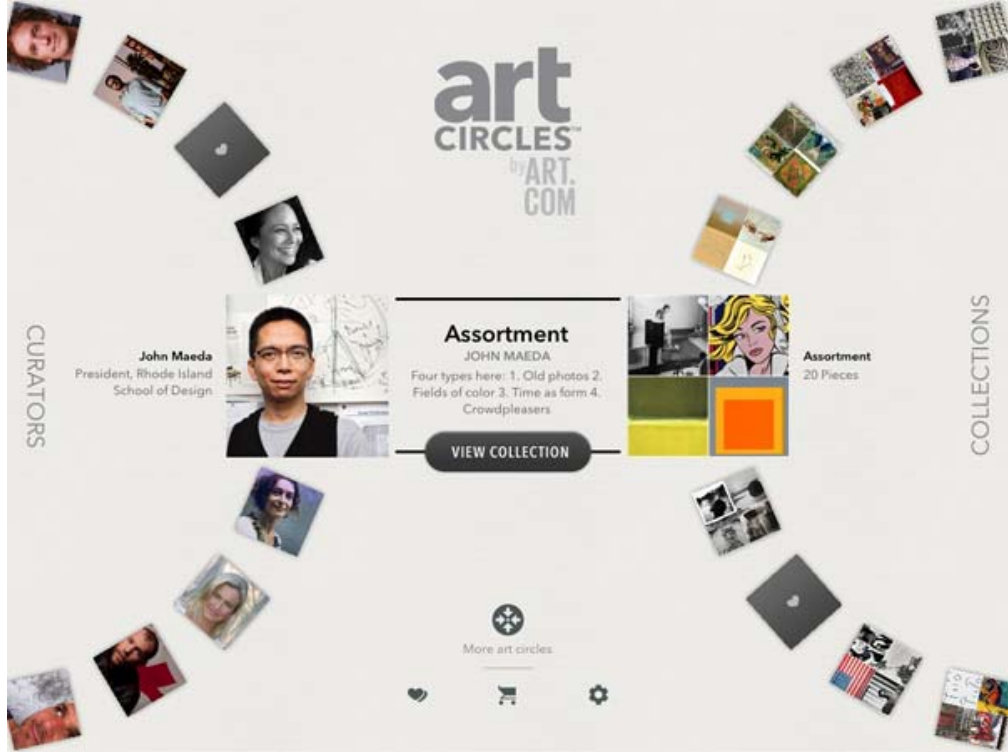 art
CIRCLES™
by ART.
COM
CURATORS
John Maeda
President, Rhode Island
School of Design
Assortment
JOHN MAEDA
Four types here: 1. Old photos 2.
Fields of color 3. Time as form 4.
Crowdpleasers
VIEW COLLECTION
Assortment
20 Pieces
COLLECTIONS
More art circles